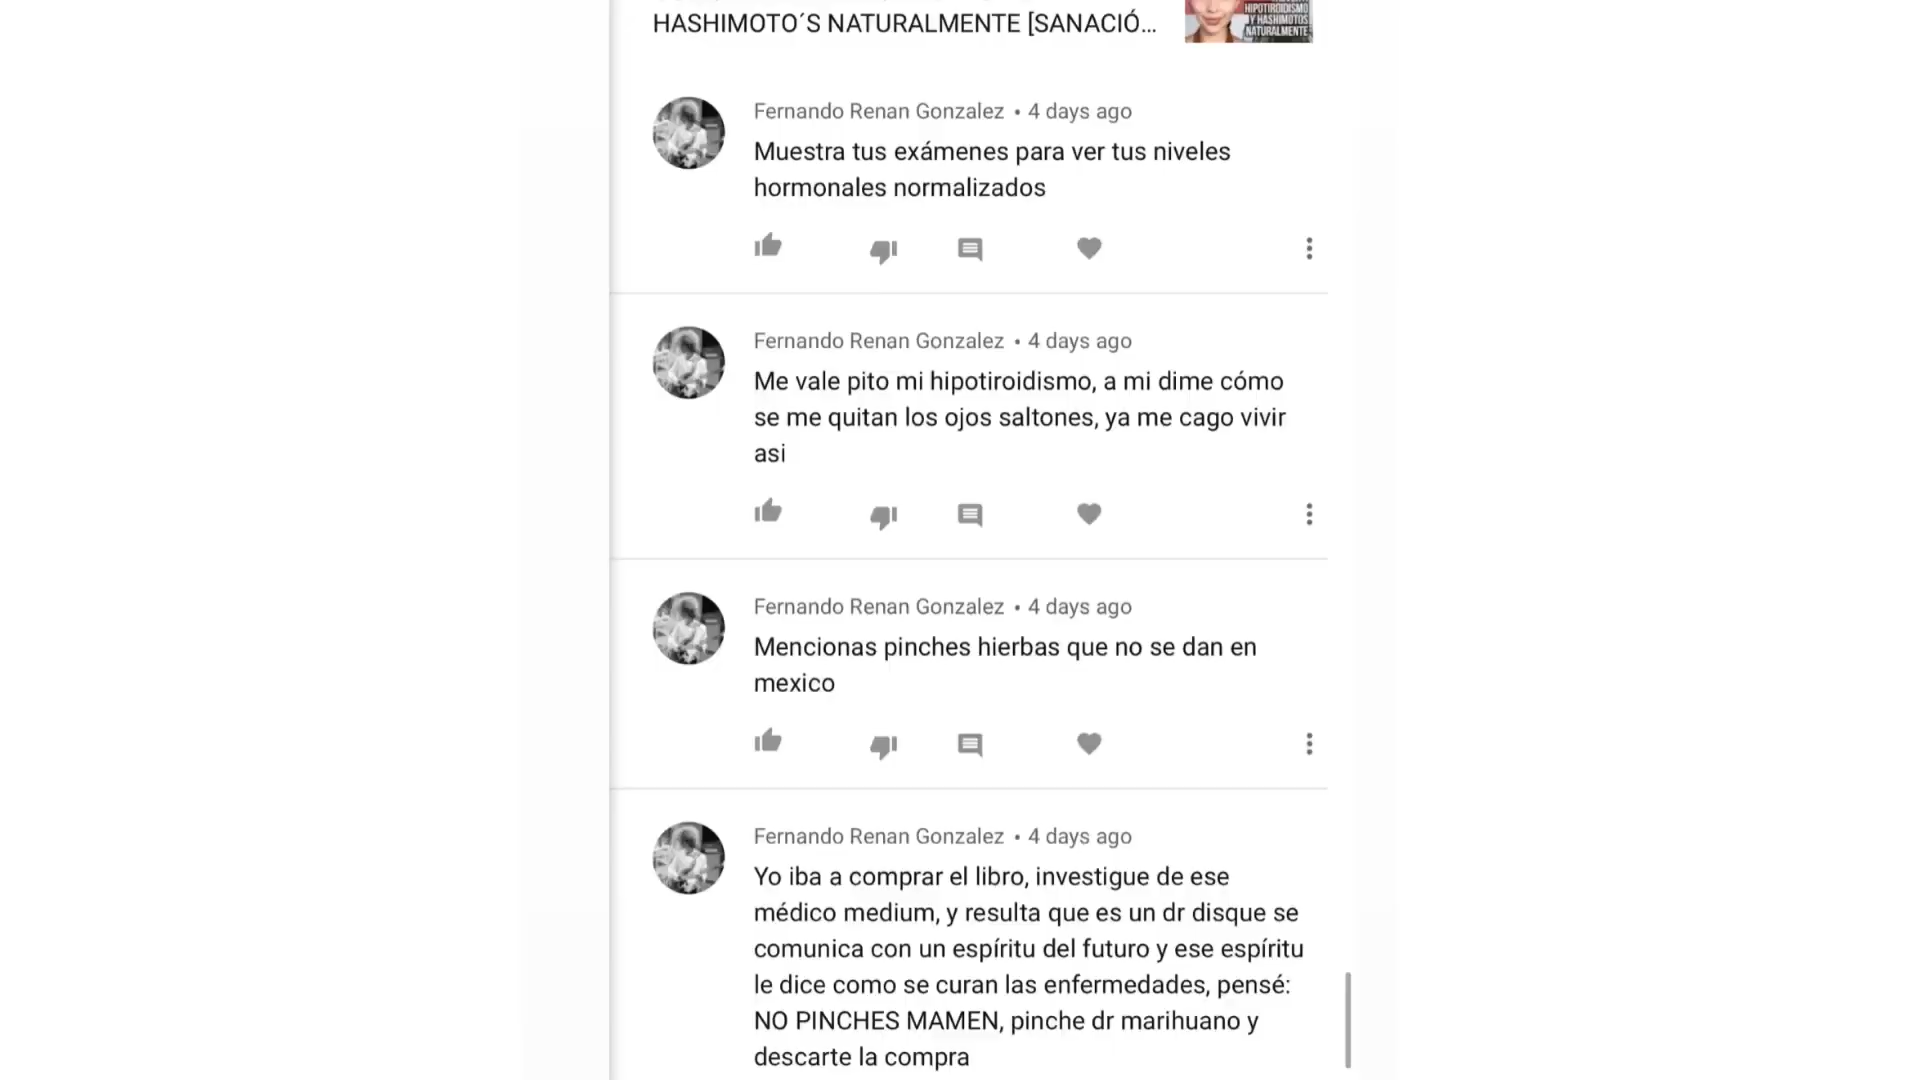 HASHIMOTO´S NATURALMENTE [SANACIÓ...
HIPOTIROIDISMO
Y HASHIMOTOS
NATURALMENTE
Fernando Renan Gonzalez • 4 days ago
Muestra tus exámenes para ver tus niveles
hormonales normalizados
Fernando Renan Gonzalez • 4 days ago
Me vale pito mi hipotiroidismo, a mi dime cómo
se me quitan los ojos saltones, ya me cago vivir
asi
Fernando Renan Gonzalez • 4 days ago
Mencionas pinches hierbas que no se dan en
mexico
Fernando Renan Gonzalez • 4 days ago
Yo iba a comprar el libro, investigue de ese
médico medium, y resulta que es un dr disque se
comunica con un espíritu del futuro y ese espíritu
le dice como se curan las enfermedades, pensé:
NO PINCHES MAMEN, pinche dr marihuano y
descarte la compra